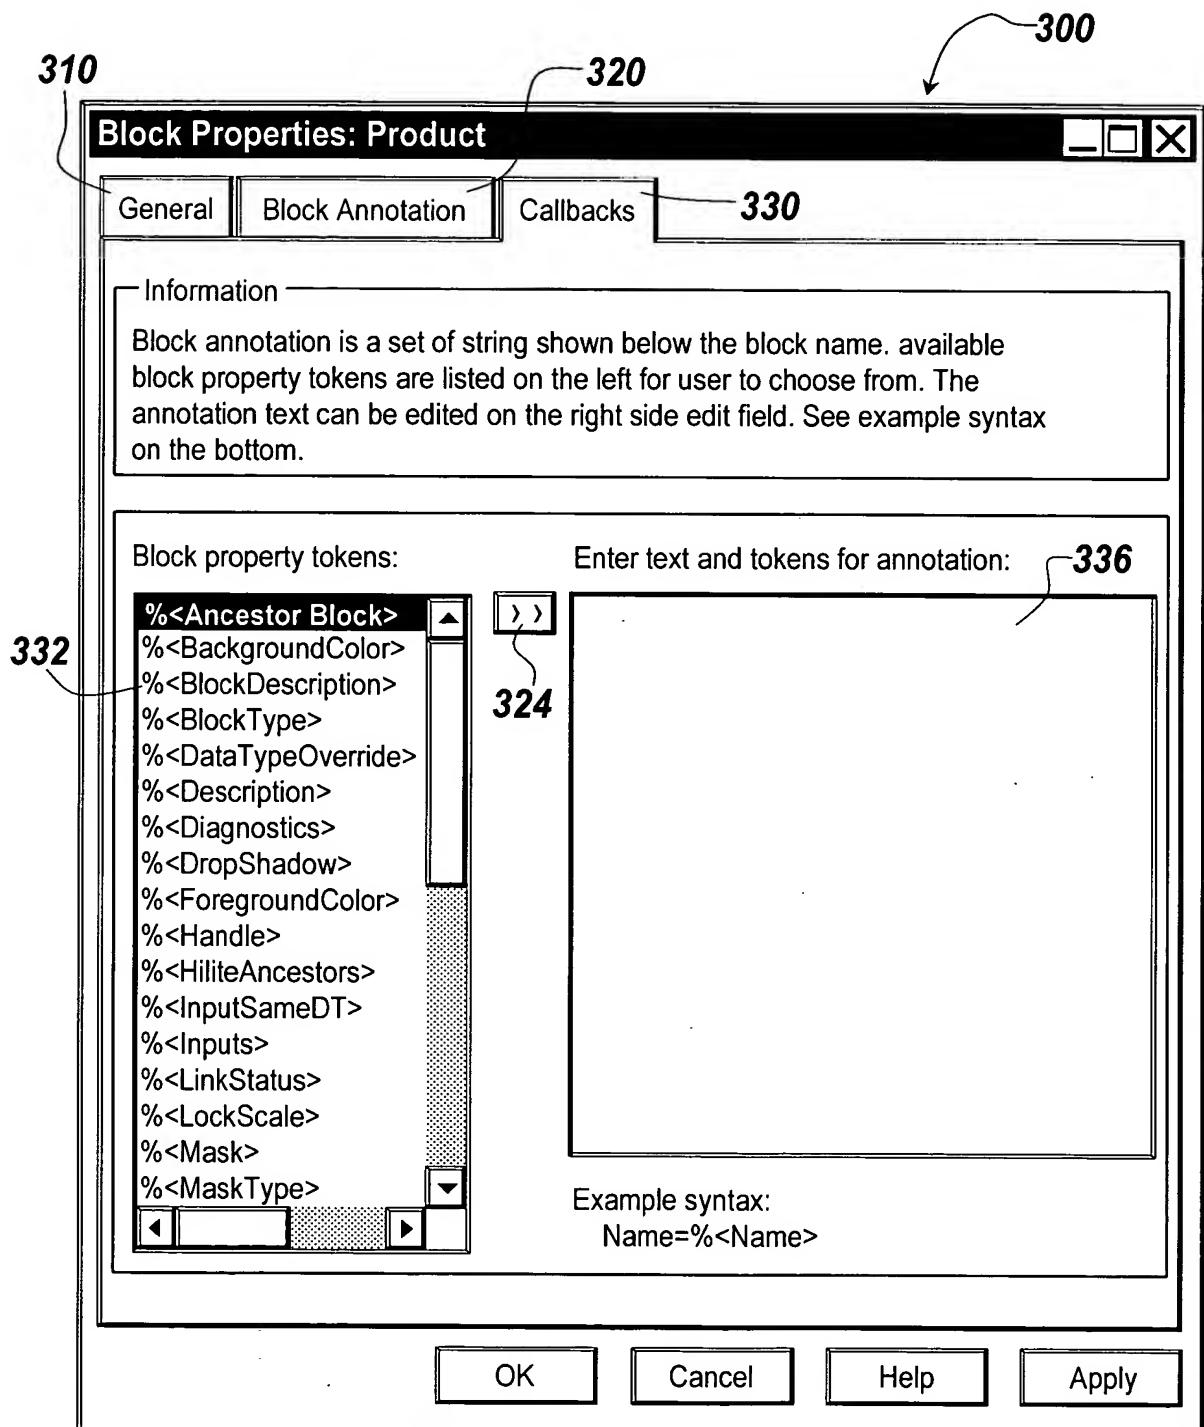 300
310
320
Block Properties: Product
General
Block Annotation
Callbacks
330
Information
Block annotation is a set of string shown below the block name. available
block property tokens are listed on the left for user to choose from. The
annotation text can be edited on the right side edit field. See example syntax
on the bottom.
Block property tokens:
Enter text and tokens for annotation:
336
%<Ancestor Block>
%<BackgroundColor>
332
%<BlockDescription>
%<BlockType>
%<DataTypeOverride>
%<Description>
%<Diagnostics>
%<DropShadow>
%<ForegroundColor>
%<Handle>
%<HiliteAncestors>
%<InputSameDT>
%<Inputs>
%<LinkStatus>
%<LockScale>
%<Mask>
%<MaskType>
>>
324
Example syntax:
Name=%<Name>
OK
Cancel
Help
Apply